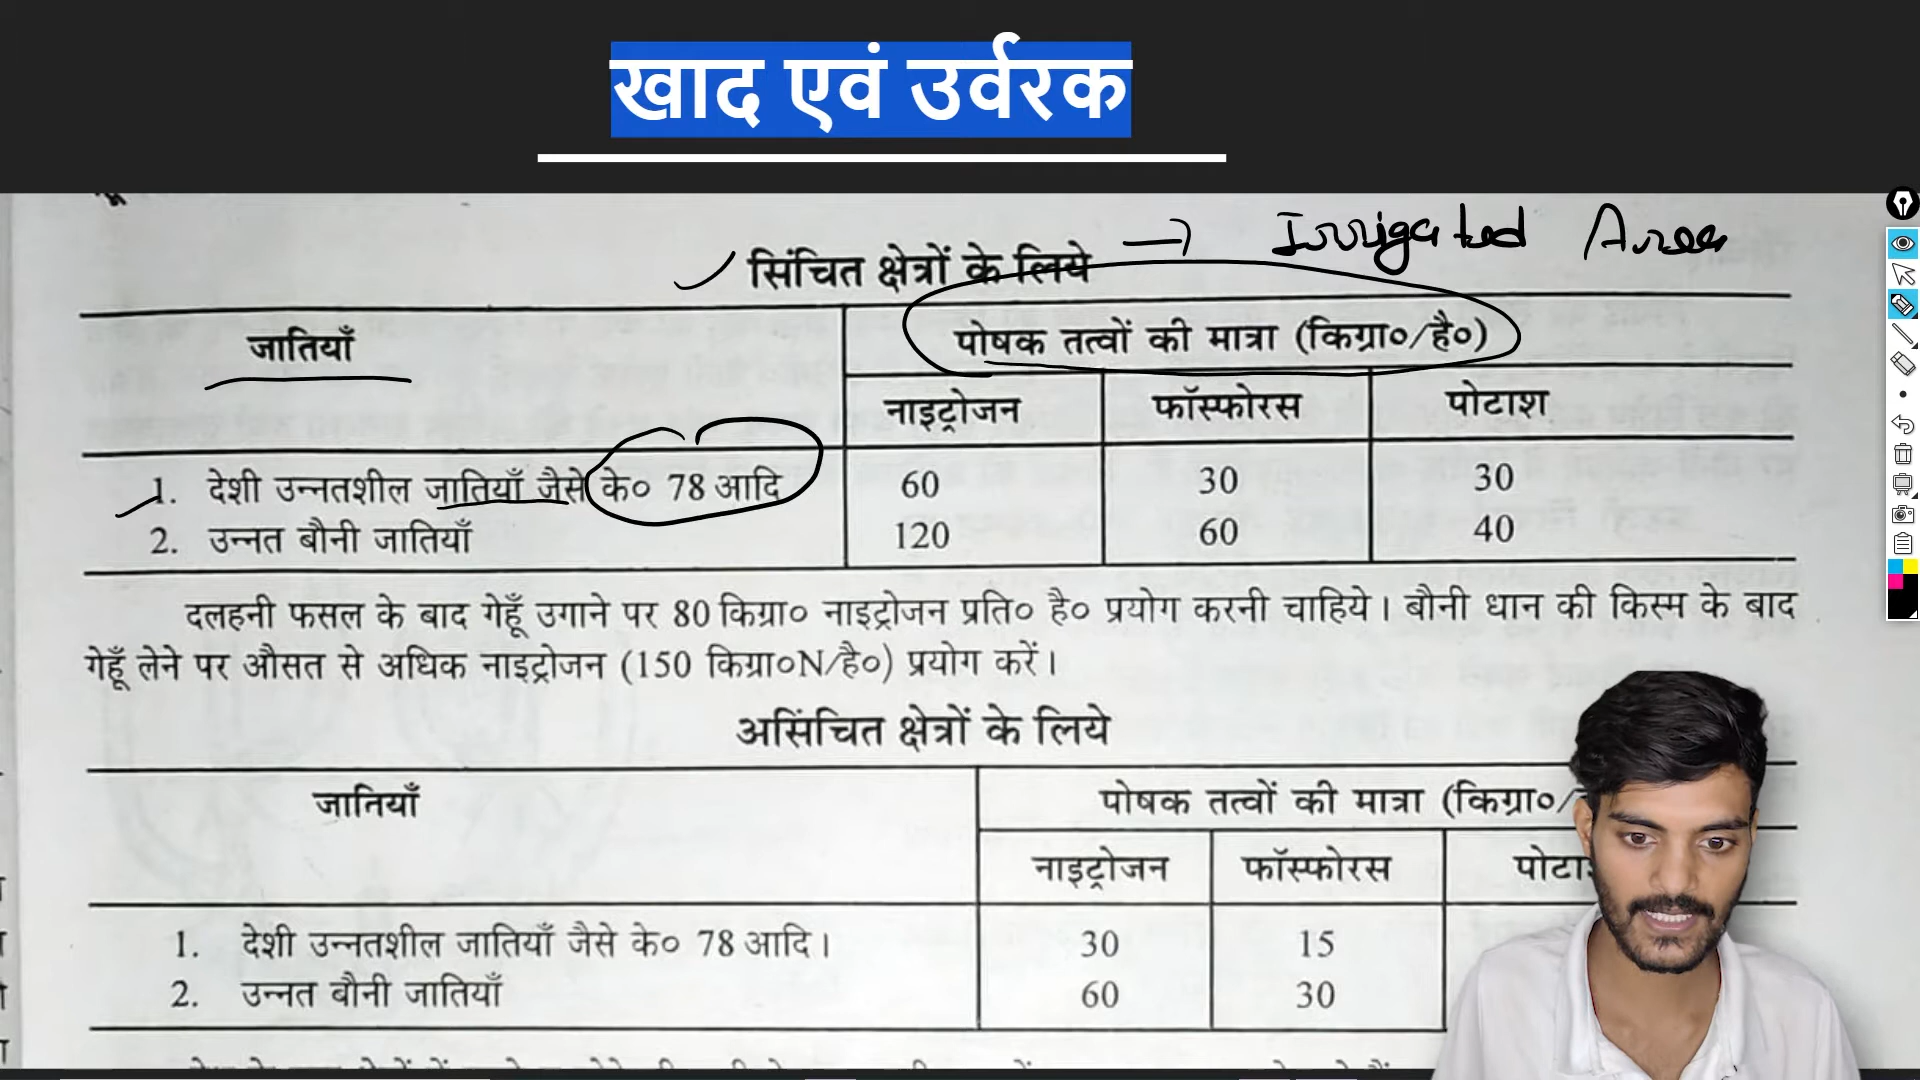 खाद एवं उर्वरक
सिंचित क्षेत्रों के लिये → Irrigated Area
जातियाँ पोषक तत्वों की मात्रा (किग्रा०/है०)
नाइट्रोजन फॉस्फोरस पोटाश
1. देशी उन्नतशील जातियाँ जैसे के० 78 आदि 60 30 30
2. उन्नत बौनी जातियाँ 120 60 40
दलहनी फसल के बाद गेहूँ उगाने पर 80 किग्रा० नाइट्रोजन प्रति० है० प्रयोग करनी चाहिये। बौनी धान की किस्म के बाद
गेहूँ लेने पर औसत से अधिक नाइट्रोजन (150 किग्रा०N/है०) प्रयोग करें।
असिंचित क्षेत्रों के लिये
जातियाँ पोषक तत्वों की मात्रा (किग्रा०/
नाइट्रोजन फॉस्फोरस
1. देशी उन्नतशील जातियाँ जैसे के० 78 आदि। 30 15
2. उन्नत बौनी जातियाँ 60 30